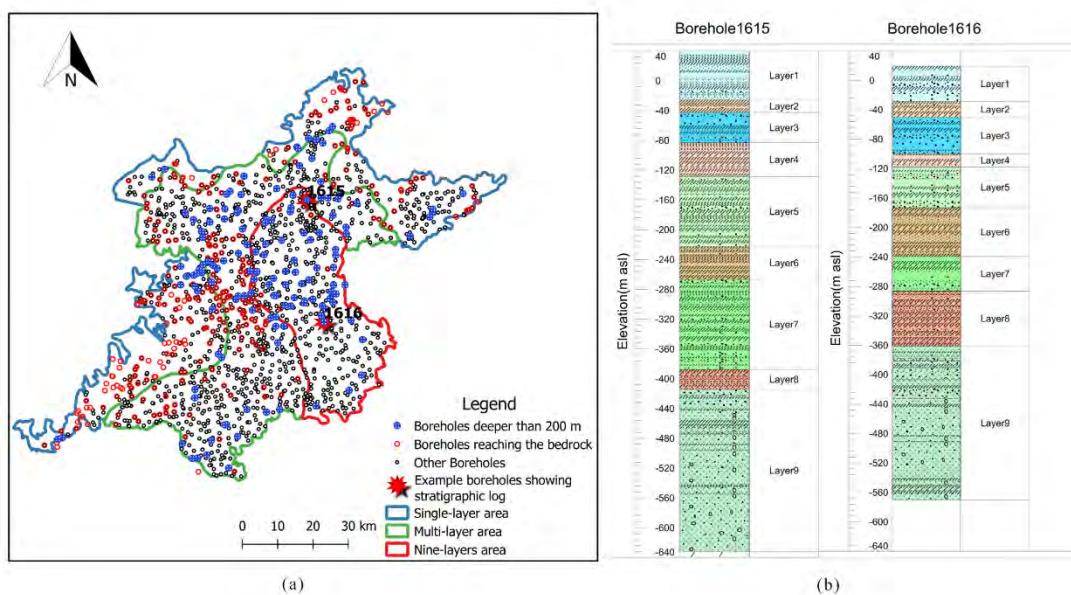 N
1615
1616
Legend
Boreholes deeper than 200 m
Boreholes reaching the bedrock
Other Boreholes
Example boreholes showing
stratigraphic log
Single-layer area
Multi-layer area
Nine-layers area
0 10 20 30 km
(a)
Borehole1615
Elevation(m asl)
40
0
-40
-80
-120
-160
-200
-240
-280
-320
-360
-400
-440
-480
-520
-560
-600
-640
Layer1
Layer2
Layer3
Layer4
Layer5
Layer6
Layer7
Layer8
Layer9
Borehole1616
Elevation(m asl)
40
0
-40
-80
-120
-160
-200
-240
-280
-320
-360
-400
-440
-480
-520
-560
-600
-640
Layer1
Layer2
Layer3
Layer4
Layer5
Layer6
Layer7
Layer8
Layer9
(b)